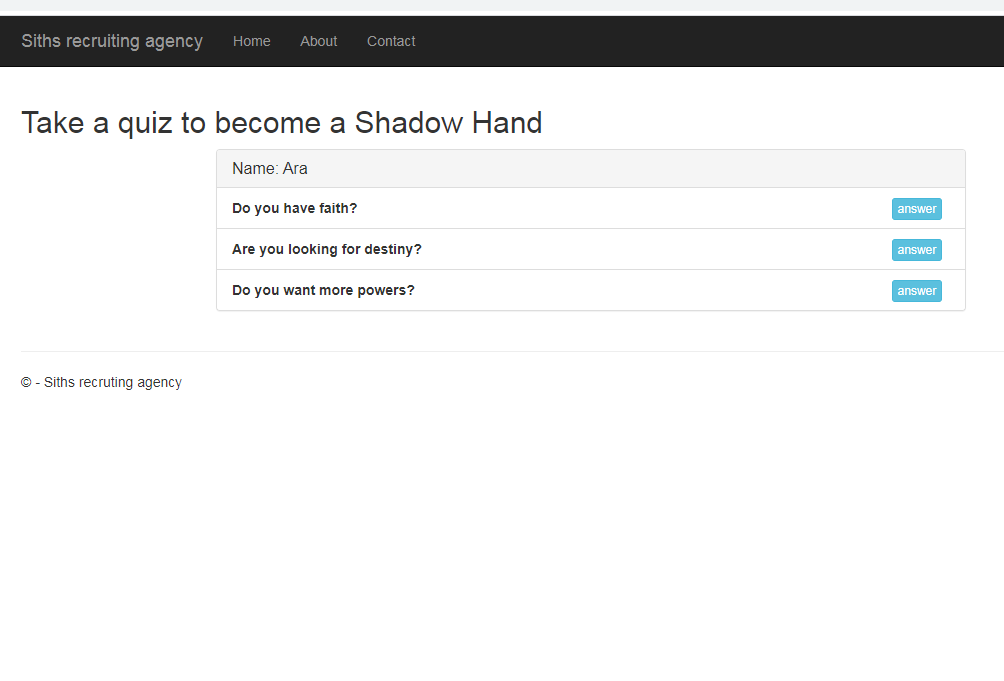 Siths recruiting agency Home About Contact
Take a quiz to become a Shadow Hand
Name: Ara
Do you have faith? answer
Are you looking for destiny? answer
Do you want more powers? answer
© - Siths recruting agency